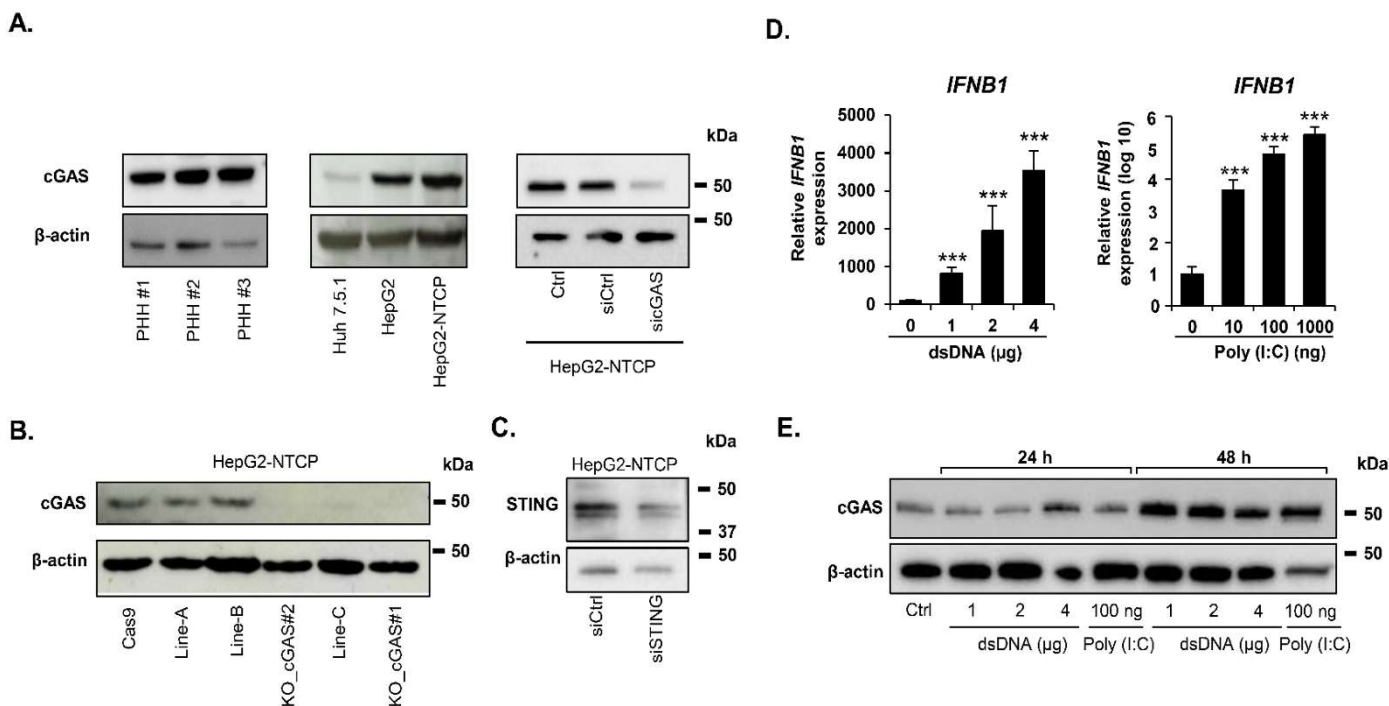 A.
kDa
cGAS
50
50
β-actin
PHH #1
PHH #2
PHH #3
Huh 7.5.1
HepG2
HepG2-NTCP
Ctrl
siCtrl
sicGAS
HepG2-NTCP
D.
IFNB1
Relative IFNB1
expression
5000
4000
3000
2000
1000
0
***
***
***
0 1 2 4
dsDNA (µg)
IFNB1
Relative IFNB1
expression (log 10)
6
5
4
3
2
1
0
***
***
***
0 10 100 1000
Poly (I:C) (ng)
B.
HepG2-NTCP
kDa
cGAS
50
50
β-actin
Cas9
Line-A
Line-B
KO_cGAS#2
Line-C
KO_cGAS#1
C.
kDa
HepG2-NTCP
STING
50
37
50
β-actin
siCtrl
siSTING
E.
24 h 48 h
kDa
cGAS
50
50
β-actin
Ctrl 1 2 4 100 ng 1 2 4 100 ng
dsDNA (µg) Poly (I:C) dsDNA (µg) Poly (I:C)